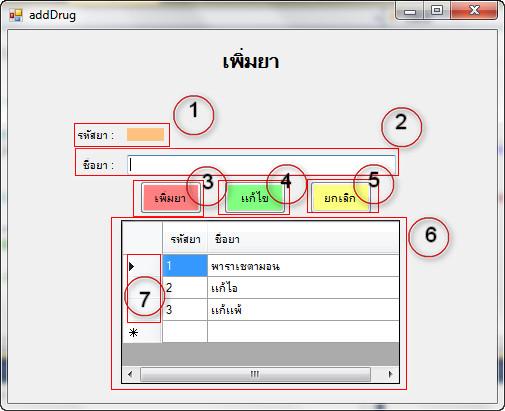 addDrug
เพิ่มยา
1
รหัสยา :
2
ชื่อยา :
3
4
5
เพิ่มยา แก้ไข ยกเลิก
6
รหัสยา ชื่อยา
1 พาราเซตามอน
2 แก้ไอ
7
3 แก้แพ้